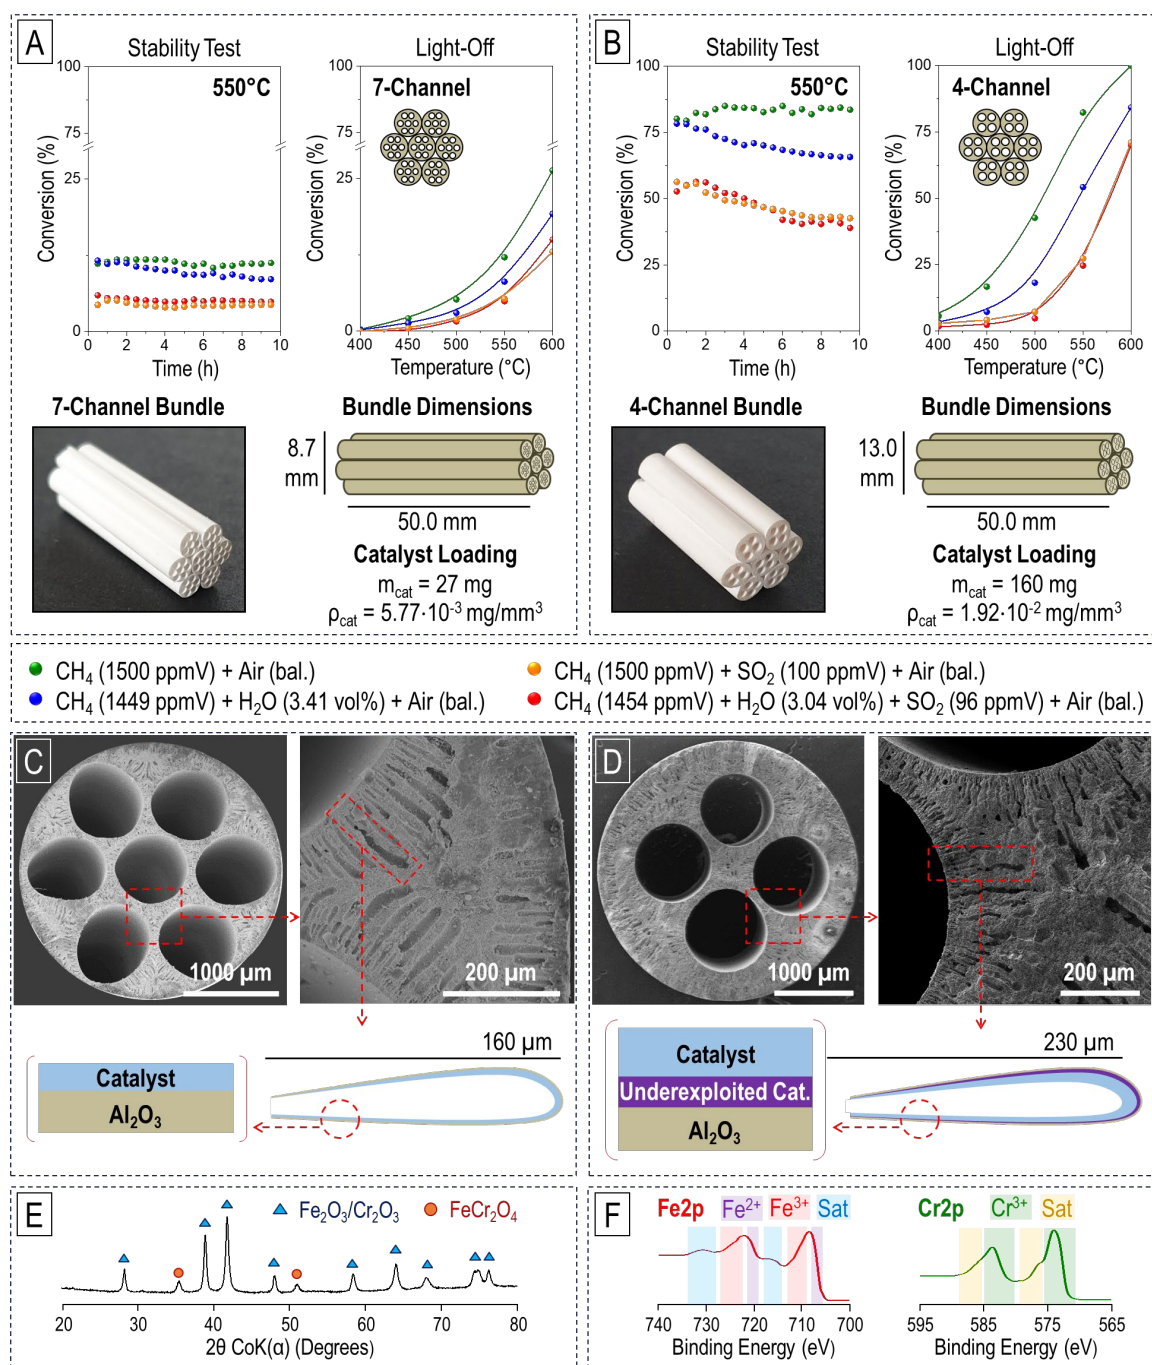 A
Stability Test
Light-Off
100
75
25
0
Conversion (%)
550°C
0 2 4 6 8 10
Time (h)
100
75
25
0
Conversion (%)
7-Channel
400 450 500 550 600
Temperature (°C)
7-Channel Bundle
Bundle Dimensions
8.7
mm
50.0 mm
Catalyst Loading
m_cat = 27 mg
ρ_cat = 5.77·10⁻³ mg/mm³
B
Stability Test
Light-Off
100
75
50
25
0
Conversion (%)
550°C
0 2 4 6 8 10
Time (h)
100
75
50
25
0
Conversion (%)
4-Channel
400 450 500 550 600
Temperature (°C)
4-Channel Bundle
Bundle Dimensions
13.0
mm
50.0 mm
Catalyst Loading
m_cat = 160 mg
ρ_cat = 1.92·10⁻² mg/mm³
CH₄ (1500 ppmV) + Air (bal.)
CH₄ (1500 ppmV) + SO₂ (100 ppmV) + Air (bal.)
CH₄ (1449 ppmV) + H₂O (3.41 vol%) + Air (bal.)
CH₄ (1454 ppmV) + H₂O (3.04 vol%) + SO₂ (96 ppmV) + Air (bal.)
C
1000 µm
200 µm
160 µm
Catalyst
Al₂O₃
D
1000 µm
200 µm
230 µm
Catalyst
Underexploited Cat.
Al₂O₃
E
Fe₂O₃/Cr₂O₃
FeCr₂O₄
20 30 40 50 60 70 80
2θ CoK(α) (Degrees)
F
Fe2p
Fe²⁺
Fe³⁺
Sat
740 730 720 710 700
Binding Energy (eV)
Cr2p
Cr³⁺
Sat
595 585 575 565
Binding Energy (eV)